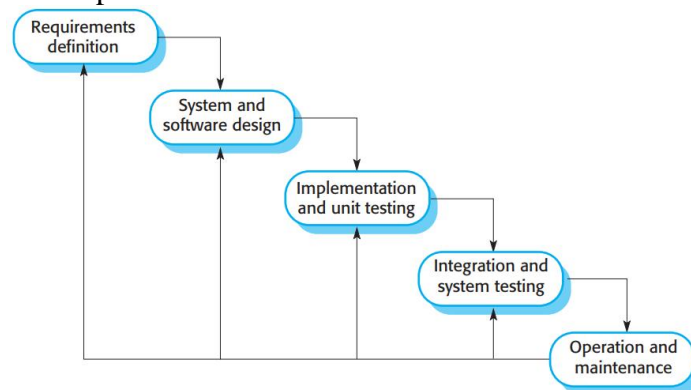 Requirements
definition
System and
software design
Implementation
and unit testing
Integration and
system testing
Operation and
maintenance